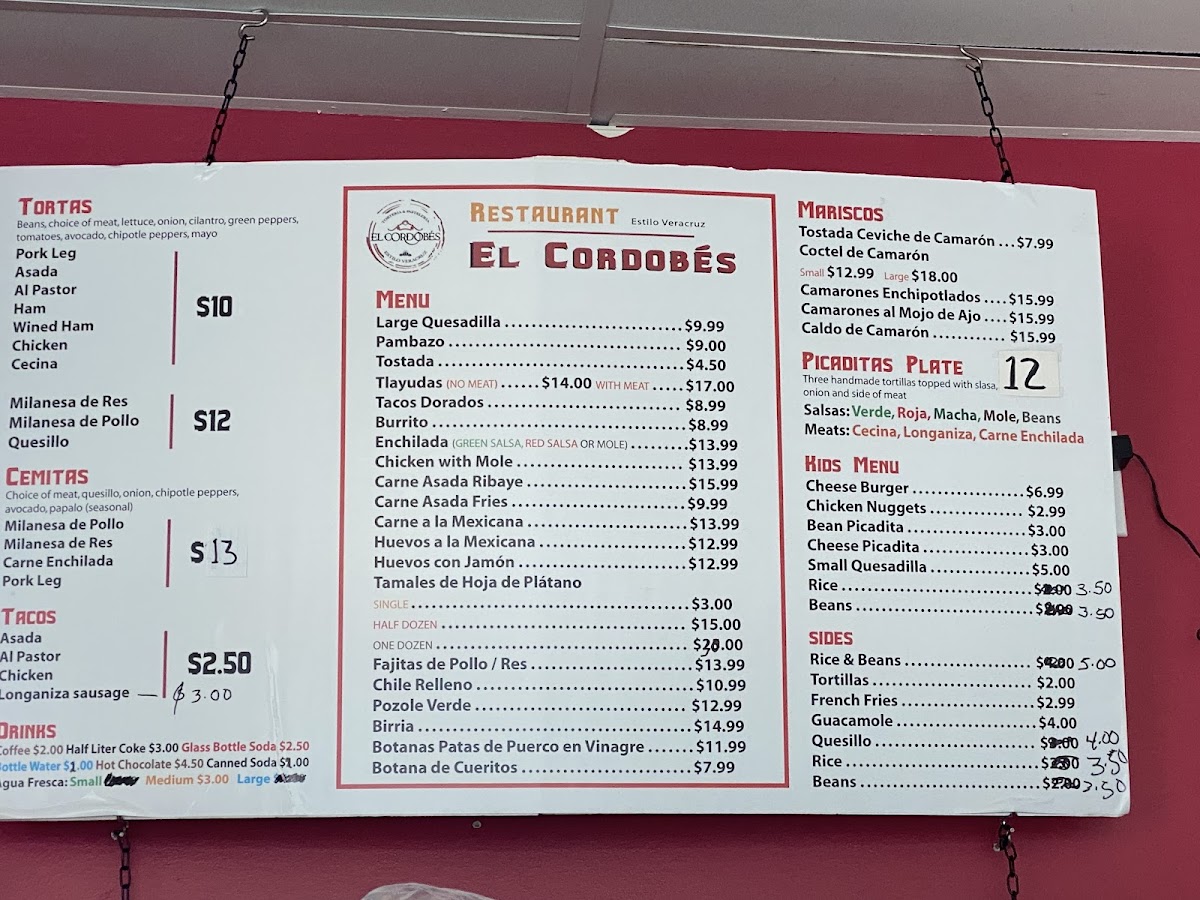 TORTAS
Beans, choice of meat, lettuce, onion, cilantro, green peppers,
tomatoes, avocado, chipotle peppers, mayo
Pork Leg
Asada
Al Pastor
Ham
Wined Ham
Chicken
Cecina
$10
Milanesa de Res
Milanesa de Pollo
Quesillo
$12
CEMITAS
Choice of meat, quesillo, onion, chipotle peppers,
avocado, papalo (seasonal)
Milanesa de Pollo
Milanesa de Res
Carne Enchilada
Pork Leg
$13
TACOS
Asada
Al Pastor
Chicken
Longaniza sausage — $3.00
$2.50
DRINKS
Coffee $2.00 Half Liter Coke $3.00 Glass Bottle Soda $2.50
Bottle Water $1.00 Hot Chocolate $4.50 Canned Soda $1.00
Agua Fresca: Small Medium $3.00 Large
EL CORDOBÉS
ESTILO VERACRUZ
RESTAURANT Estilo Veracruz
EL CORDOBÉS
MENU
Large Quesadilla ........................... $9.99
Pambazo ........................... $9.00
Tostada ........................... $4.50
Tlayudas (NO MEAT) ...... $14.00 WITH MEAT ..... $17.00
Tacos Dorados ........................... $8.99
Burrito ........................... $8.99
Enchilada (GREEN SALSA, RED SALSA OR MOLE) ........ $13.99
Chicken with Mole ........................... $13.99
Carne Asada Ribaye ........................... $15.99
Carne Asada Fries ........................... $9.99
Carne a la Mexicana ........................... $13.99
Huevos a la Mexicana ........................... $12.99
Huevos con Jamón ........................... $12.99
Tamales de Hoja de Plátano
SINGLE ........................... $3.00
HALF DOZEN ........................... $15.00
ONE DOZEN ........................... $30.00
Fajitas de Pollo / Res ........................... $13.99
Chile Relleno ........................... $10.99
Pozole Verde ........................... $12.99
Birria ........................... $14.99
Botanas Patas de Puerco en Vinagre ....... $11.99
Botana de Cueritos ........................... $7.99
MARISCOS
Tostada Ceviche de Camarón ... $7.99
Coctel de Camarón
Small $12.99 Large $18.00
Camarones Enchipotlados .... $15.99
Camarones al Mojo de Ajo .... $15.99
Caldo de Camarón ............ $15.99
PICADITAS PLATE 12
Three handmade tortillas topped with slasa,
onion and side of meat
Salsas: Verde, Roja, Macha, Mole, Beans
Meats: Cecina, Longaniza, Carne Enchilada
KIDS MENU
Cheese Burger ................. $6.99
Chicken Nuggets .............. $2.99
Bean Picadita .................. $3.00
Cheese Picadita ................ $3.00
Small Quesadilla ............... $5.00
Rice ........................... 3.50
Beans ........................... 3.50
SIDES
Rice & Beans .................. 5.00
Tortillas ........................ $2.00
French Fries .................... $2.99
Guacamole ..................... $4.00
Quesillo ........................ 4.00
Rice ........................... 3.50
Beans ........................... 3.50